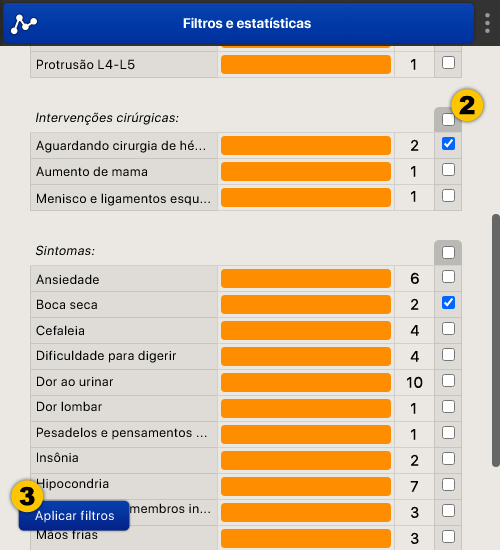 Filtros e estatísticas
Protrusão L4-L5 1
2
Intervenções cirúrgicas:
Aguardando cirurgia de hé... 2
Aumento de mama 1
Menisco e ligamentos esqu... 1
Sintomas:
Ansiedade 6
Boca seca 2
Cefaleia 4
Dificuldade para digerir 4
Dor ao urinar 10
Dor lombar 1
Pesadelos e pensamentos ... 1
Insônia 2
Hipocondria 7
3
membros in... 3
Aplicar filtros
Mãos frias 3